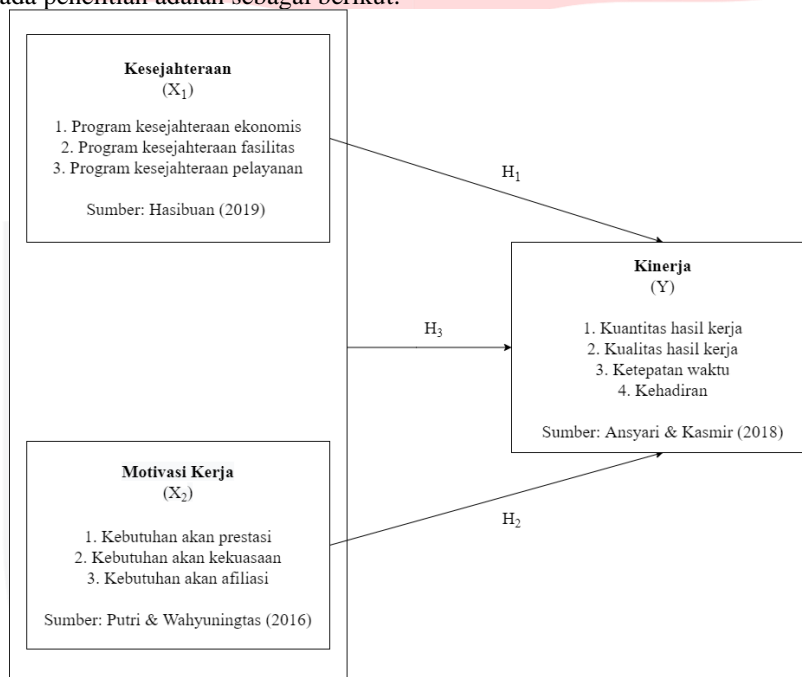 ada penelitian adalah sebagai berikut:
Kesejahteraan
(X₁)
1. Program kesejahteraan ekonomis
2. Program kesejahteraan fasilitas
3. Program kesejahteraan pelayanan
Sumber: Hasibuan (2019)
H₁
Kinerja
(Y)
1. Kuantitas hasil kerja
2. Kualitas hasil kerja
3. Ketepatan waktu
4. Kehadiran
Sumber: Ansyari & Kasmir (2018)
H₃
Motivasi Kerja
(X₂)
1. Kebutuhan akan prestasi
2. Kebutuhan akan kekuasaan
3. Kebutuhan akan afiliasi
Sumber: Putri & Wahyuningtas (2016)
H₂